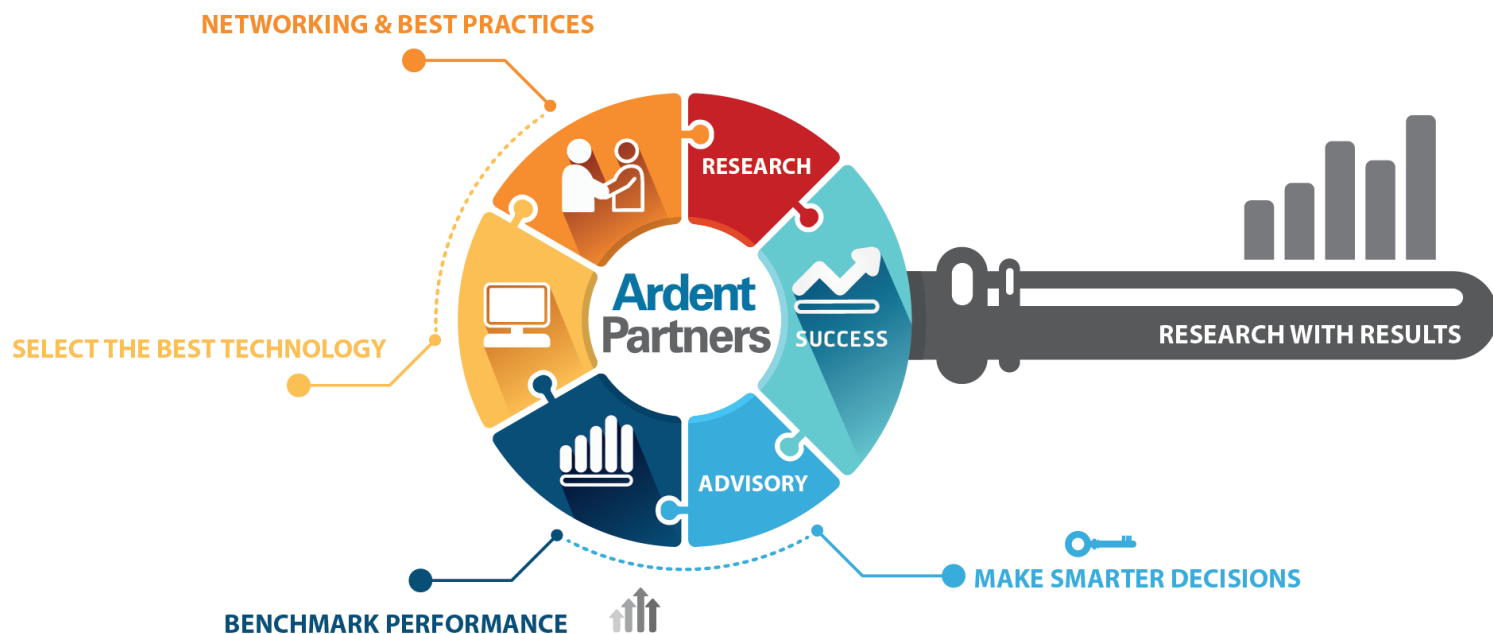 NETWORKING & BEST PRACTICES
RESEARCH
Ardent
Partners
SUCCESS
RESEARCH WITH RESULTS
SELECT THE BEST TECHNOLOGY
ADVISORY
MAKE SMARTER DECISIONS
BENCHMARK PERFORMANCE